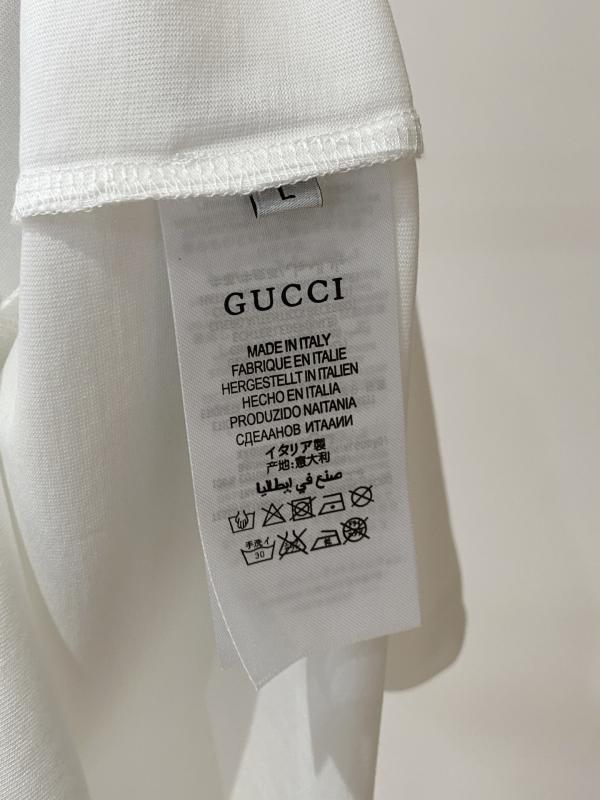 L
GUCCI
MADE IN ITALY
FABRIQUE EN ITALIE
HERGESTELLT IN ITALIEN
HECHO EN ITALIA
PRODUZIDO NAITANIA
СДЕААНОВ ИТААИИ
イタリア製
产地:意大利
صنع في إيطاليا
手洗イ
30